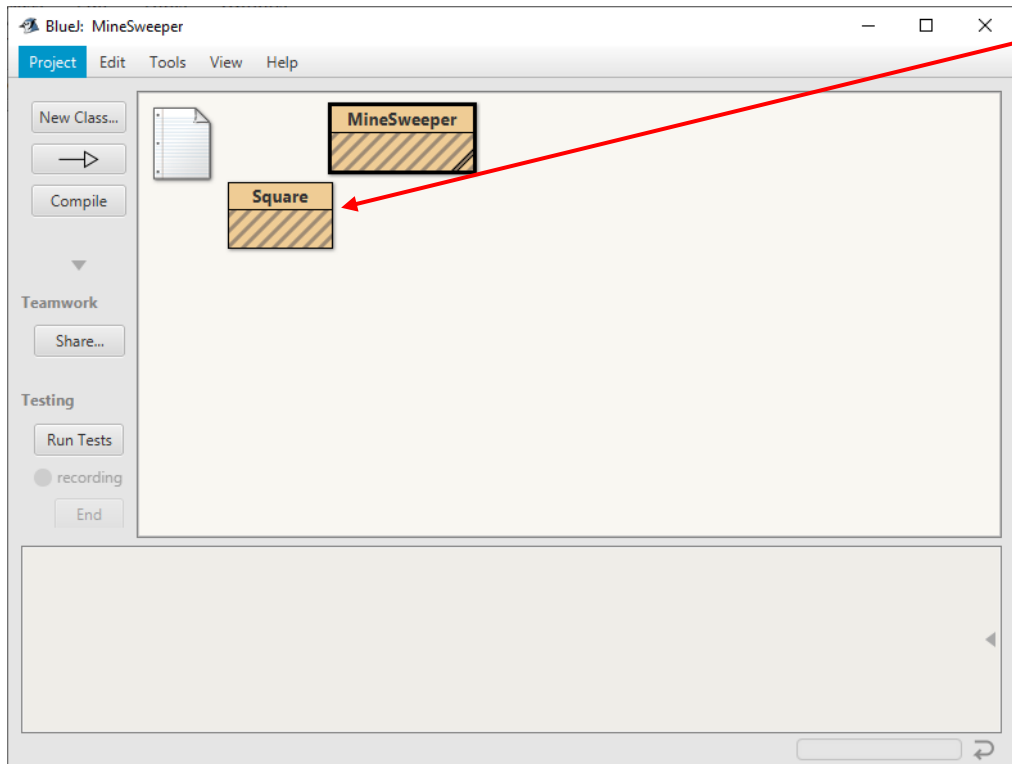 BlueJ: MineSweeper
Project Edit Tools View Help
New Class...
Compile
Teamwork
Share...
Testing
Run Tests
recording
End
MineSweeper
Square